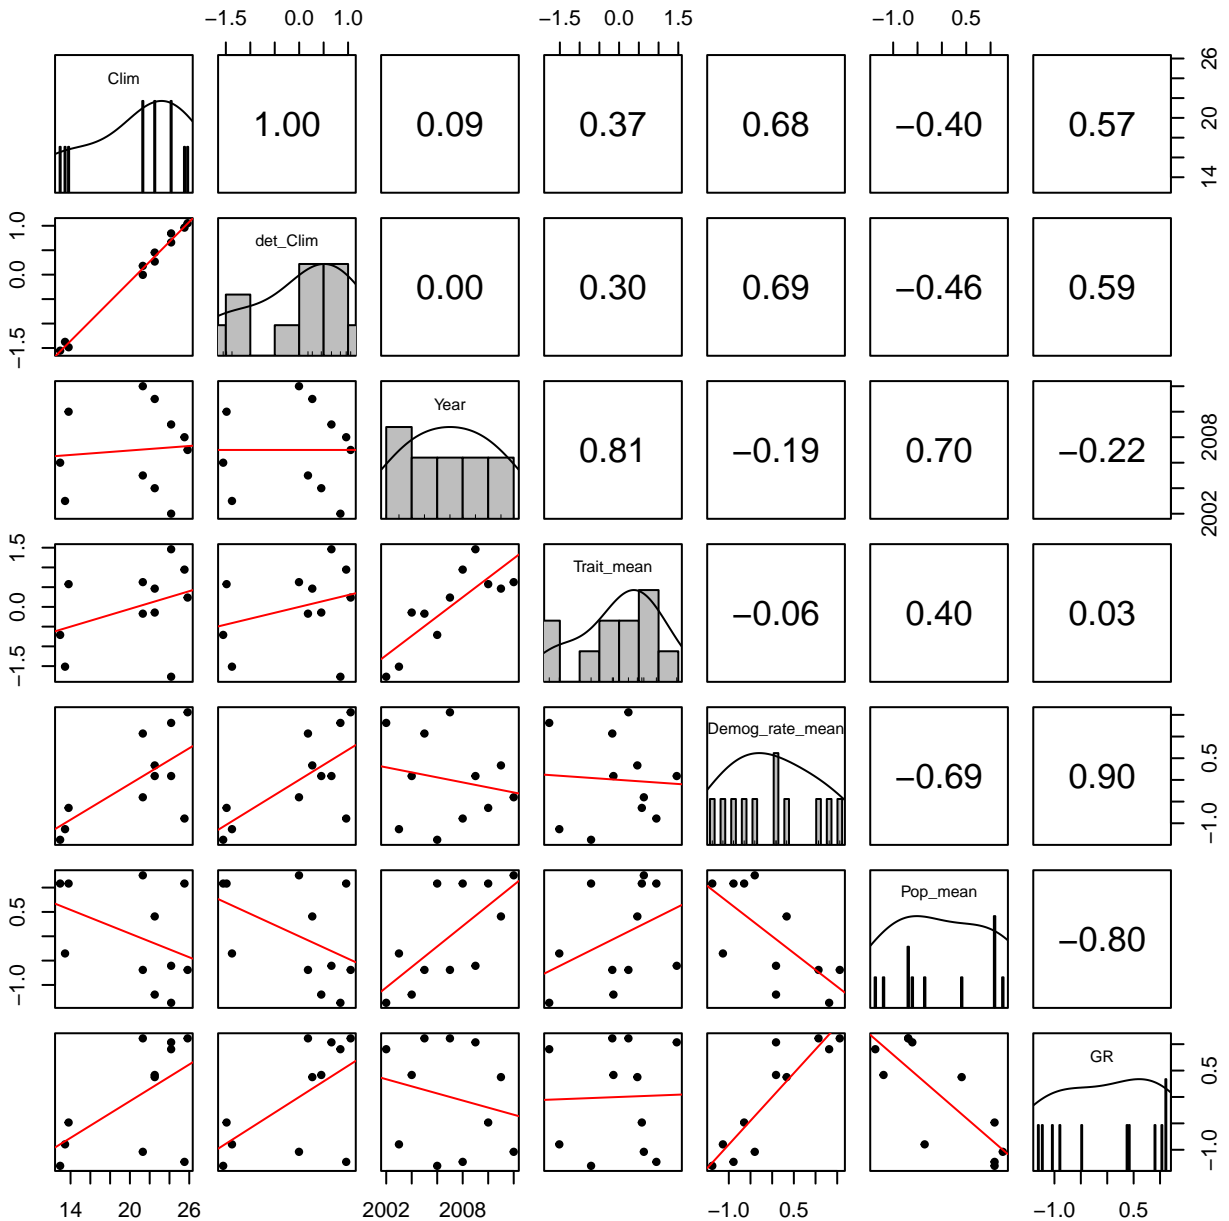 −1.5 0.0 1.0 −1.5 0.0 1.5 −1.0 0.5
Clim 1.00 0.09 0.37 0.68 −0.40 0.57 14 20 26
−1.5 0.0 1.0 det_Clim 0.00 0.30 0.69 −0.46 0.59
Year 0.81 −0.19 0.70 −0.22 2002 2008
−1.5 0.0 1.5 Trait_mean −0.06 0.40 0.03
Demog_rate_mean −0.69 0.90 −1.0 0.5
−1.0 0.5 Pop_mean −0.80
GR −1.0 0.5
14 20 26 2002 2008 −1.0 0.5 −1.0 0.5